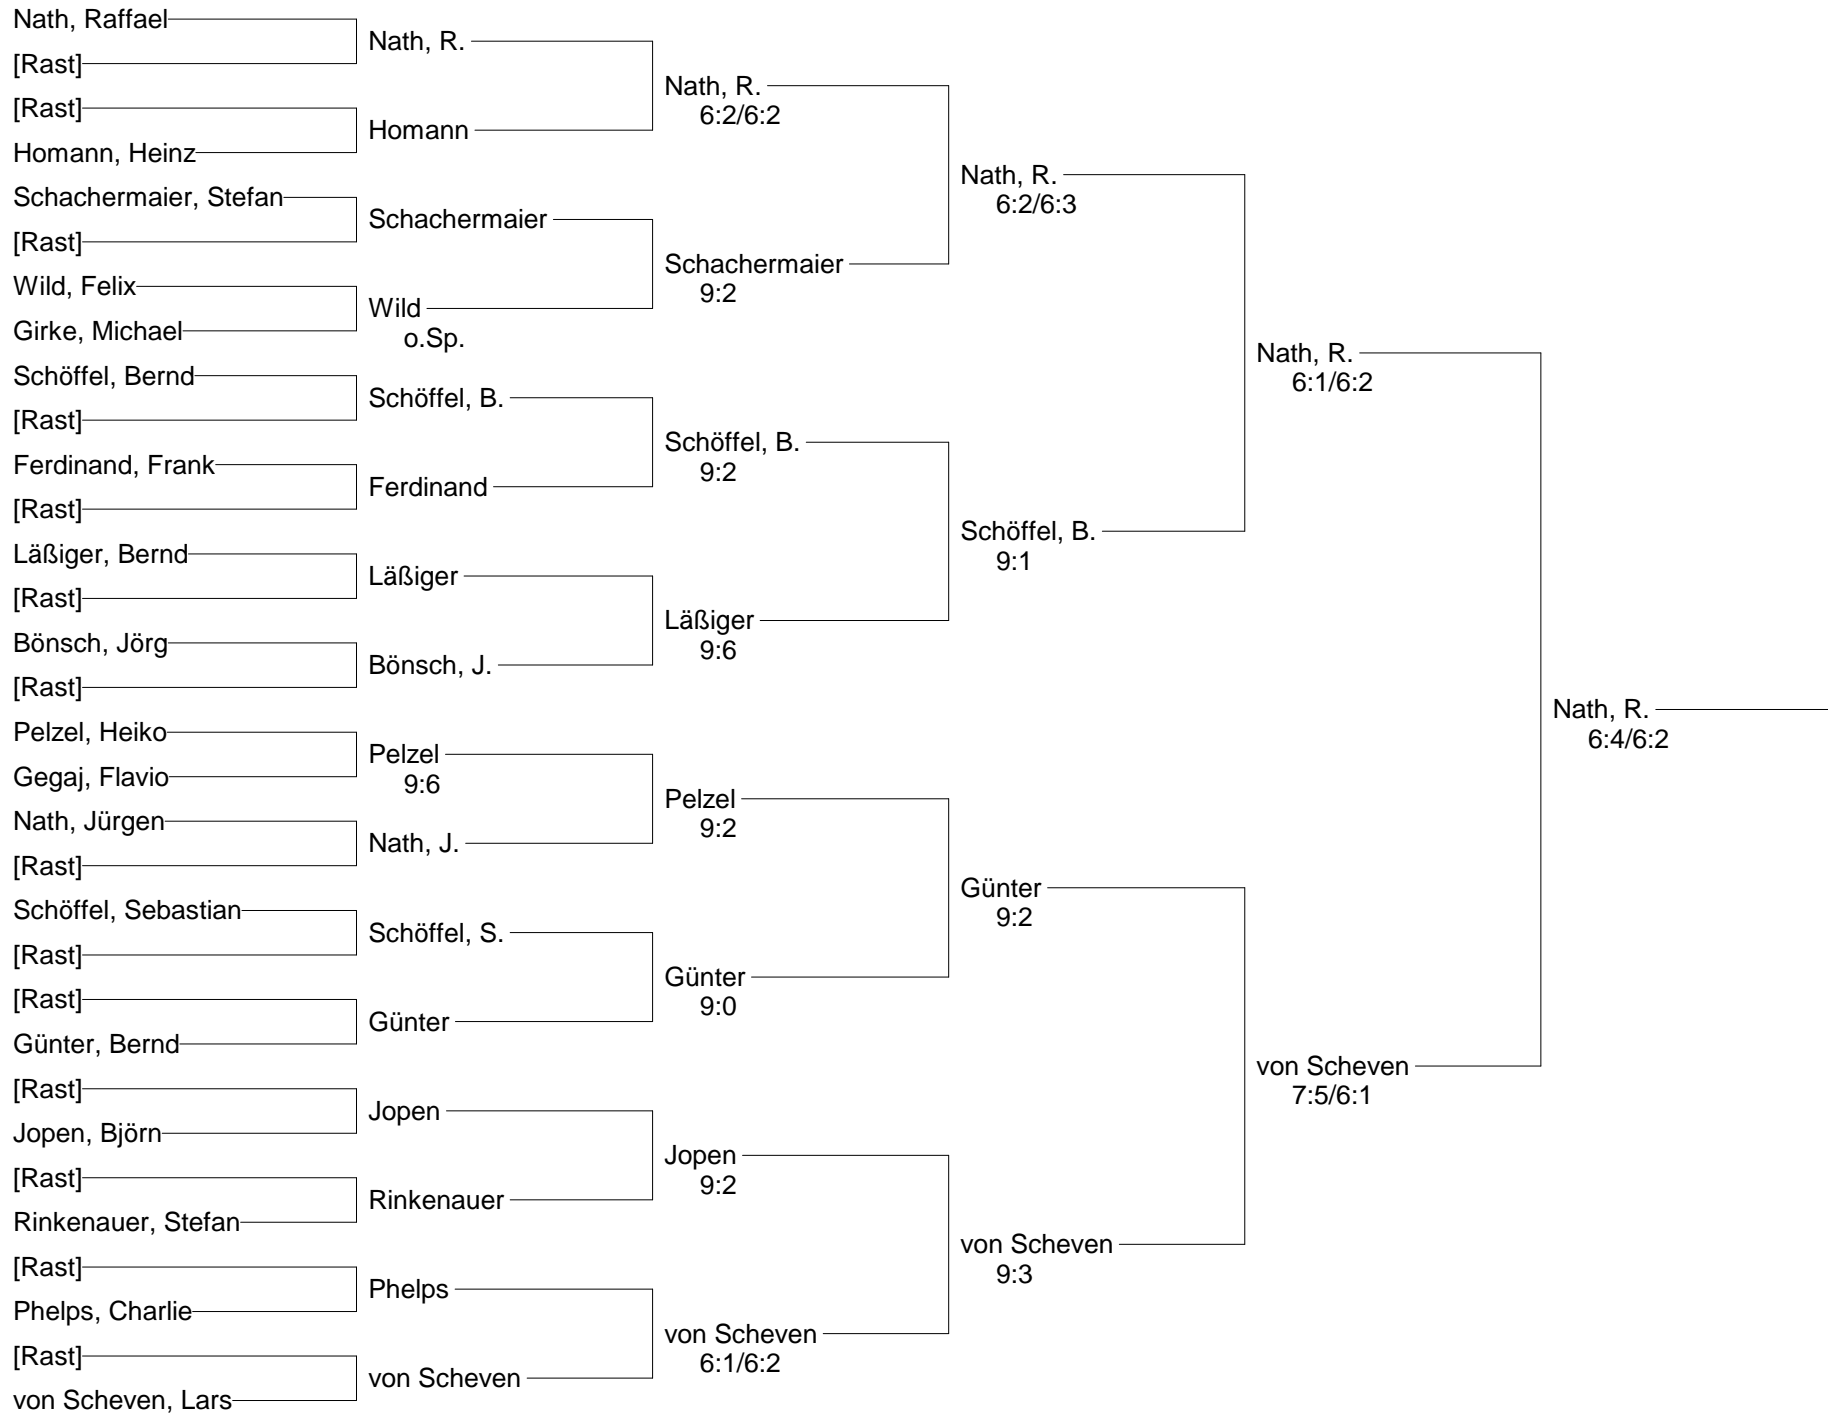 Nath, Raffael
[Rast]
[Rast]
Homann, Heinz
Schachermaier, Stefan
[Rast]
Wild, Felix
Girke, Michael
Schöffel, Bernd
[Rast]
Ferdinand, Frank
[Rast]
Läßiger, Bernd
[Rast]
Bönsch, Jörg
[Rast]
Pelzel, Heiko
Gegaj, Flavio
Nath, Jürgen
[Rast]
Schöffel, Sebastian
[Rast]
[Rast]
Günter, Bernd
[Rast]
Jopen, Björn
[Rast]
Rinkenauer, Stefan
[Rast]
Phelps, Charlie
[Rast]
von Scheven, Lars
Nath, R.
Homann
Schachermaier
Wild
o.Sp.
Schöffel, B.
Ferdinand
Läßiger
Bönsch, J.
Pelzel
9:6
Nath, J.
Schöffel, S.
Günter
Jopen
Rinkenauer
Phelps
von Scheven
Nath, R.
6:2/6:2
Schachermaier
9:2
Schöffel, B.
9:2
Läßiger
9:6
Pelzel
9:2
Günter
9:0
Jopen
9:2
von Scheven
6:1/6:2
Nath, R.
6:2/6:3
Schöffel, B.
9:1
Günter
9:2
von Scheven
9:3
Nath, R.
6:1/6:2
von Scheven
7:5/6:1
Nath, R.
6:4/6:2